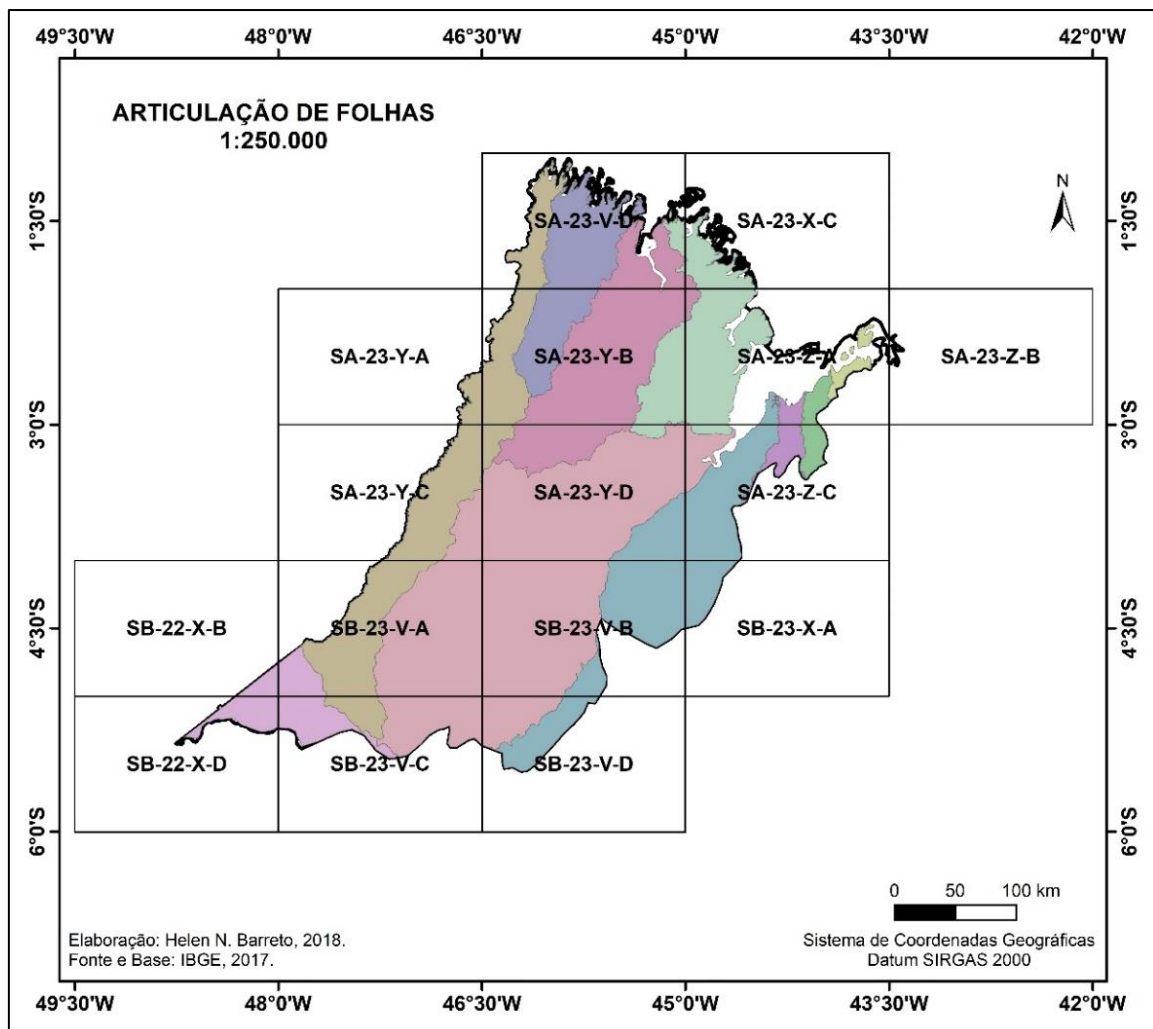 49°30'W 48°0'W 46°30'W 45°0'W 43°30'W 42°0'W
ARTICULAÇÃO DE FOLHAS
1:250.000
N
1°30'S SA-23-V-D SA-23-X-C 1°30'S
SA-23-Y-A SA-23-Y-B SA-23-Z-A SA-23-Z-B
3°0'S 3°0'S
SA-23-Y-C SA-23-Y-D SA-23-Z-C
4°30'S SB-22-X-B SB-23-V-A SB-23-V-B SB-23-X-A 4°30'S
SB-22-X-D SB-23-V-C SB-23-V-D
6°0'S 6°0'S
0 50 100 km
Elaboração: Helen N. Barreto, 2018.
Fonte e Base: IBGE, 2017.
Sistema de Coordenadas Geográficas
Datum SIRGAS 2000
49°30'W 48°0'W 46°30'W 45°0'W 43°30'W 42°0'W